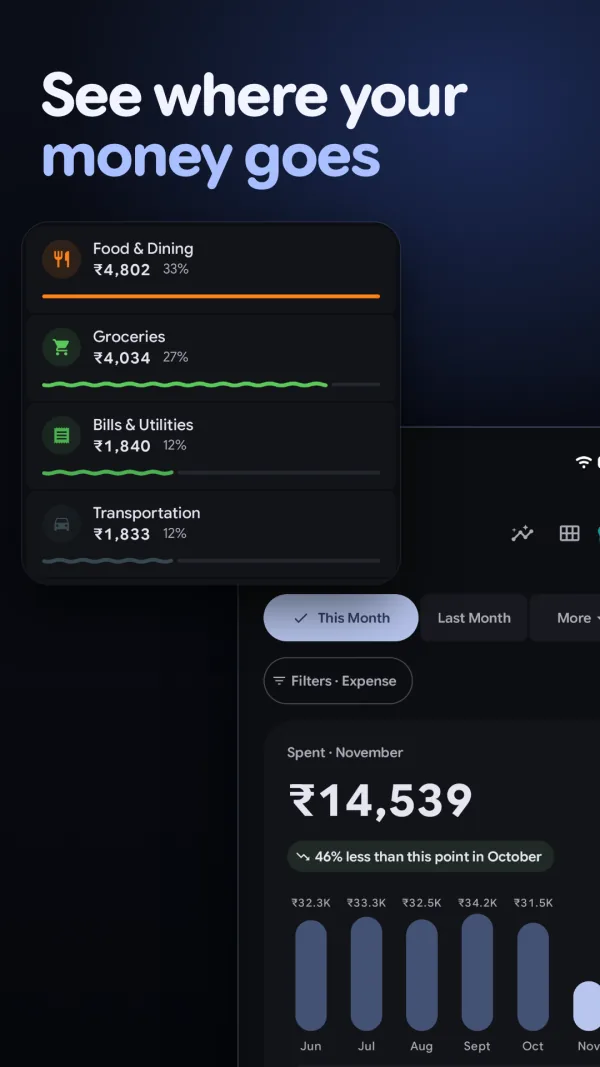 See where your
money goes
Food & Dining
₹4,802 33%
Groceries
₹4,034 27%
Bills & Utilities
₹1,840 12%
Transportation
₹1,833 12%
This Month
Last Month
More
Filters · Expense
Spent · November
₹14,539
46% less than this point in October
₹32.3K ₹33.3K ₹32.5K ₹34.2K ₹31.5K
Jun Jul Aug Sept Oct Nov